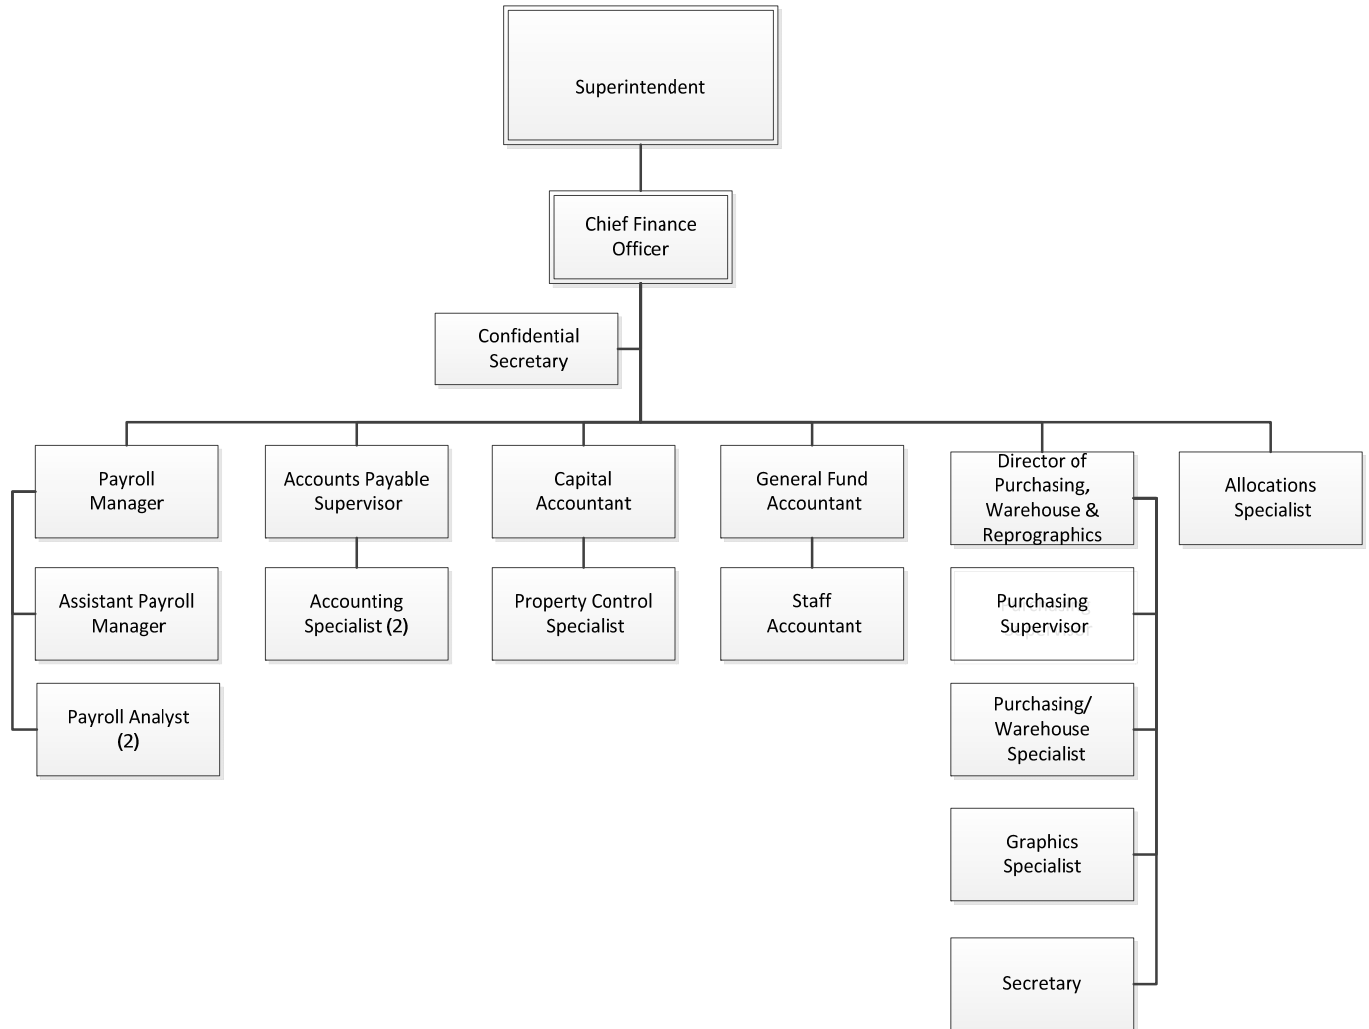 Superintendent
Chief Finance
Officer
Confidential
Secretary
Payroll
Manager
Accounts Payable
Supervisor
Capital
Accountant
General Fund
Accountant
Director of
Purchasing,
Warehouse &
Reprographics
Allocations
Specialist
Assistant Payroll
Manager
Accounting
Specialist (2)
Property Control
Specialist
Staff
Accountant
Purchasing
Supervisor
Payroll Analyst
(2)
Purchasing/
Warehouse
Specialist
Graphics
Specialist
Secretary